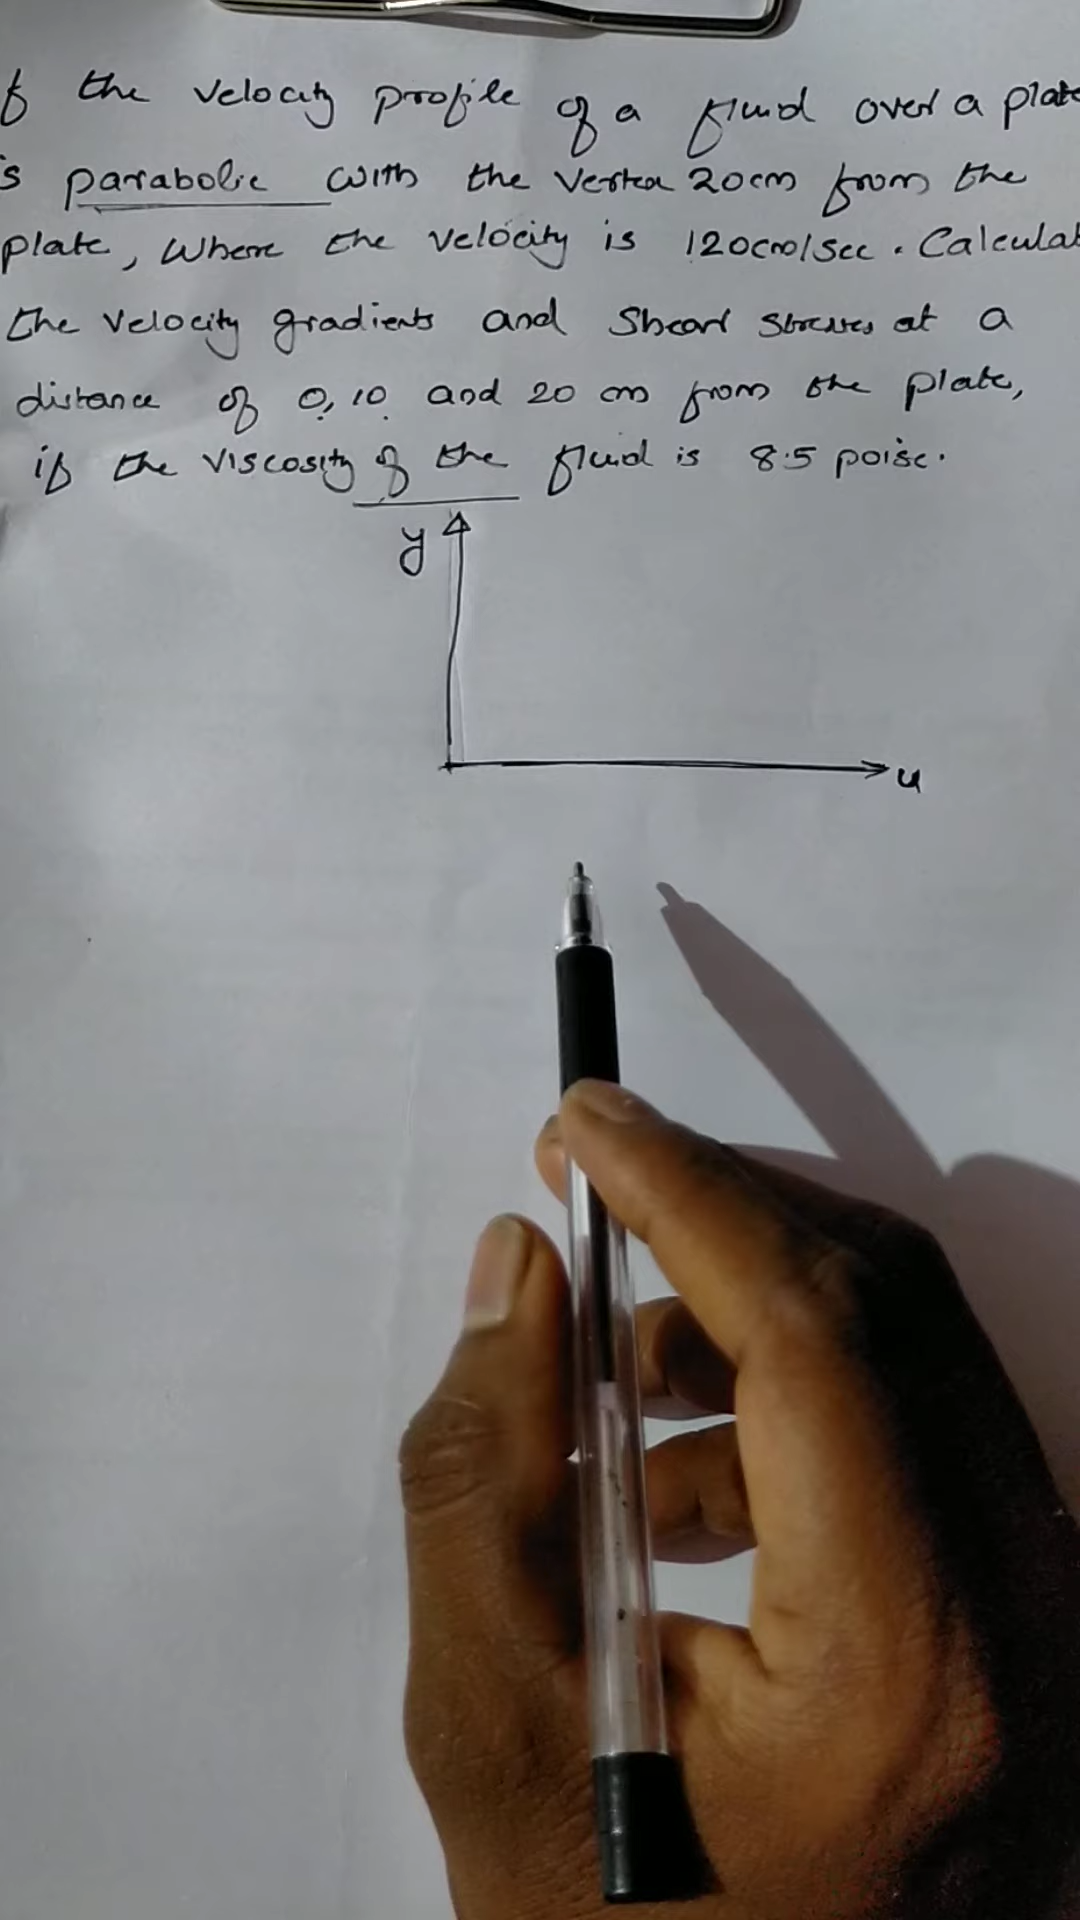 f the velocity profile of a fluid over a plate
s parabolic with the vertex 20cm from the
plate, where the velocity is 120cm/sec. Calculat
the velocity gradients and shear stresses at a
distance of 0, 10 and 20 cm from the plate,
if the viscosity of the fluid is 8.5 poise.
y
u